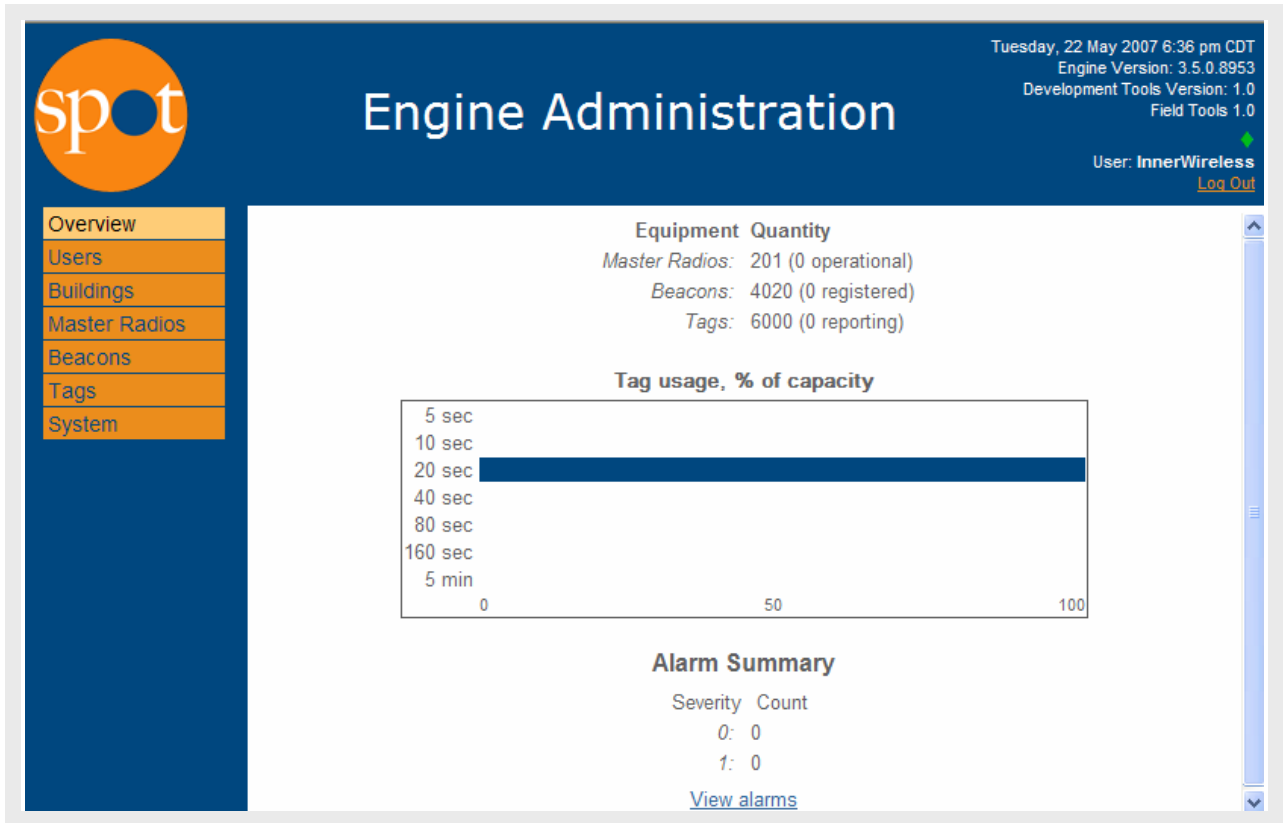 spot
Engine Administration
Tuesday, 22 May 2007 6:36 pm CDT
Engine Version: 3.5.0.8953
Development Tools Version: 1.0
Field Tools 1.0
User: InnerWireless
Log Out
Overview
Users
Buildings
Master Radios
Beacons
Tags
System
Equipment Quantity
Master Radios: 201 (0 operational)
Beacons: 4020 (0 registered)
Tags: 6000 (0 reporting)
Tag usage, % of capacity
5 sec
10 sec
20 sec
40 sec
80 sec
160 sec
5 min
0 50 100
Alarm Summary
Severity Count
0: 0
1: 0
View alarms